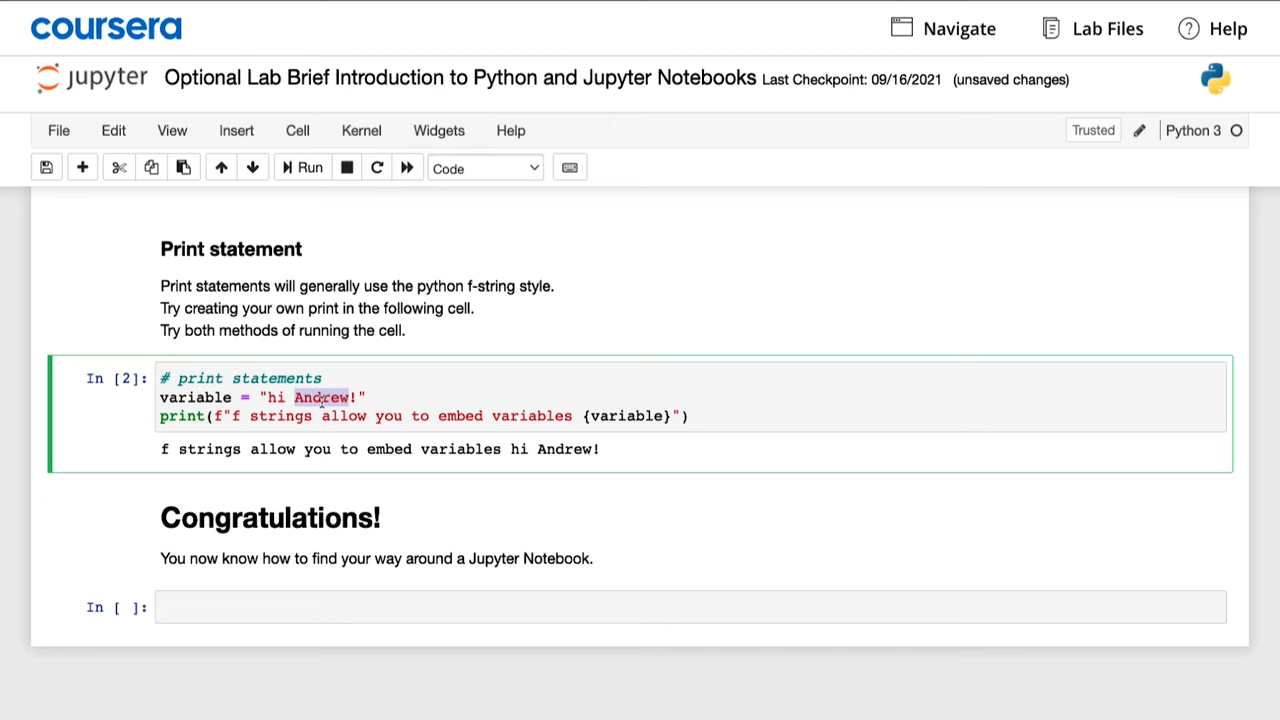 coursera
Navigate
Lab Files
Help
jupyter Optional Lab Brief Introduction to Python and Jupyter Notebooks Last Checkpoint: 09/16/2021 (unsaved changes)
File Edit View Insert Cell Kernel Widgets Help Trusted Python 3
Run Code
Print statement
Print statements will generally use the python f-string style.
Try creating your own print in the following cell.
Try both methods of running the cell.
In [2]: # print statements
variable = "hi Andrew!"
print(f"f strings allow you to embed variables {variable}")
f strings allow you to embed variables hi Andrew!
Congratulations!
You now know how to find your way around a Jupyter Notebook.
In [ ]: